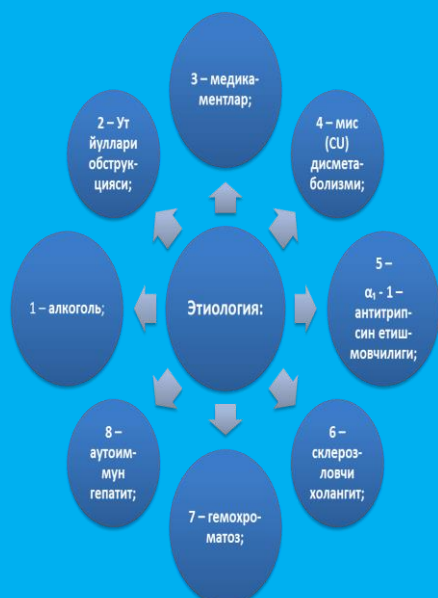 Этиология:
1 – алкоголь;
2 – Ут
йуллари
обструк-
цияси;
3 – медика-
ментлар;
4 – мис
(CU)
дисмета-
болизми;
5 –
α₁ - 1 –
антитрип-
син етиш-
мовчилиги;
6 –
склероз-
ловчи
холангит;
7 – гемохро-
матоз;
8 –
аутоим-
мун
гепатит;